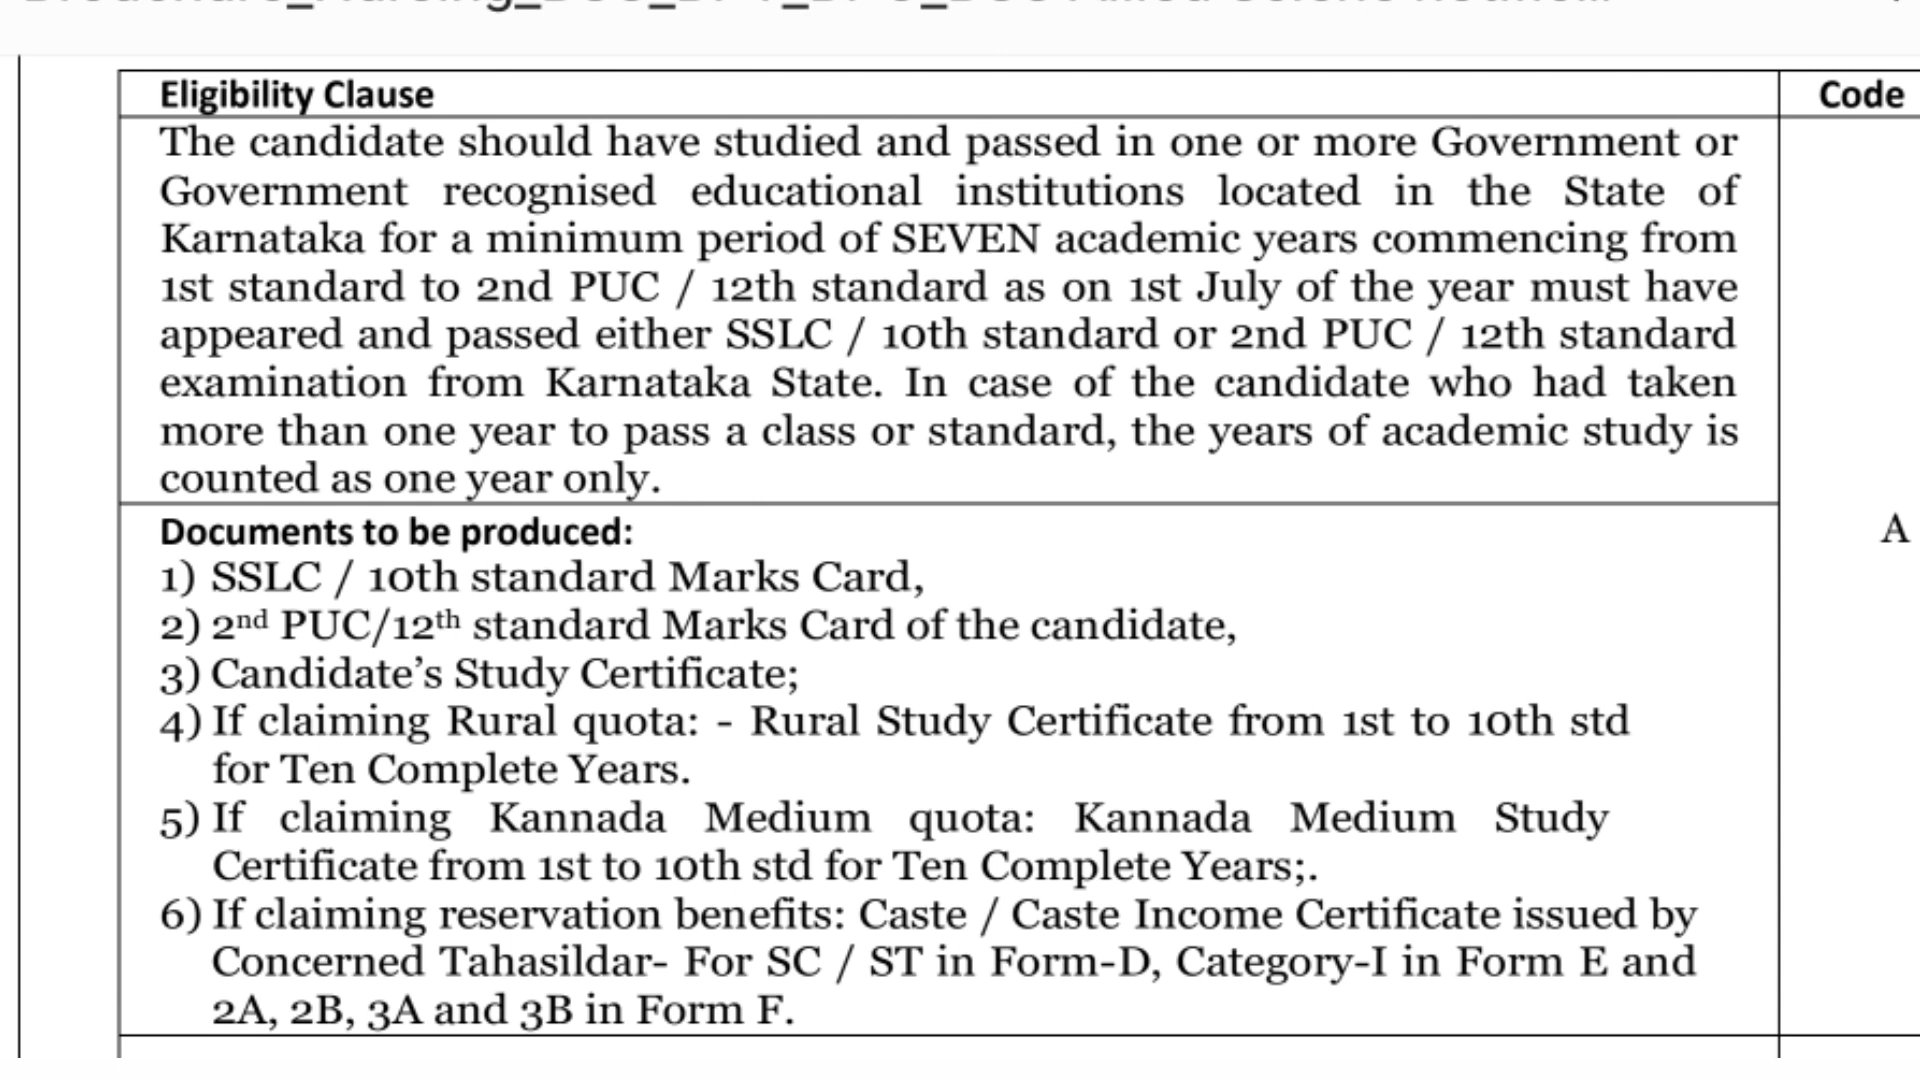 Eligibility Clause
Code
The candidate should have studied and passed in one or more Government or
Government recognised educational institutions located in the State of
Karnataka for a minimum period of SEVEN academic years commencing from
1st standard to 2nd PUC / 12th standard as on 1st July of the year must have
appeared and passed either SSLC / 10th standard or 2nd PUC / 12th standard
examination from Karnataka State. In case of the candidate who had taken
more than one year to pass a class or standard, the years of academic study is
counted as one year only.
A
Documents to be produced:
1) SSLC / 10th standard Marks Card,
2) 2nd PUC/12th standard Marks Card of the candidate,
3) Candidate’s Study Certificate;
4) If claiming Rural quota: - Rural Study Certificate from 1st to 10th std
for Ten Complete Years.
5) If claiming Kannada Medium quota: Kannada Medium Study
Certificate from 1st to 10th std for Ten Complete Years;.
6) If claiming reservation benefits: Caste / Caste Income Certificate issued by
Concerned Tahasildar- For SC / ST in Form-D, Category-I in Form E and
2A, 2B, 3A and 3B in Form F.